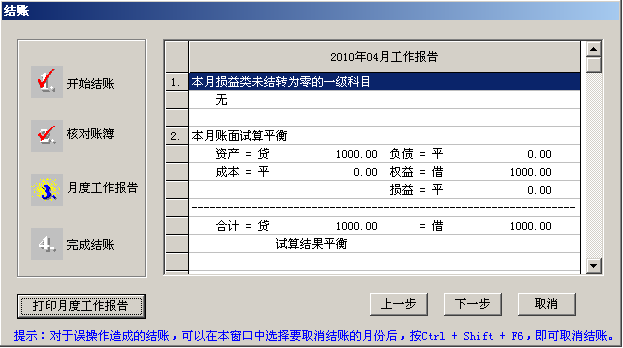 结账
开始结账
核对账簿
月度工作报告
4. 完成结账
2010年04月工作报告
1. 本月损益类未结转为零的一级科目
无
2. 本月账面试算平衡
资产 = 贷 1000.00 负债 = 平 0.00
成本 = 平 0.00 权益 = 借 1000.00
损益 = 平 0.00
合计 = 贷 1000.00 = 借 1000.00
试算结果平衡
打印月度工作报告 上一步 下一步 取消
提示：对于误操作造成的结账，可以在本窗口中选择要取消结账的月份后，按Ctrl + Shift + F6，即可取消结账。